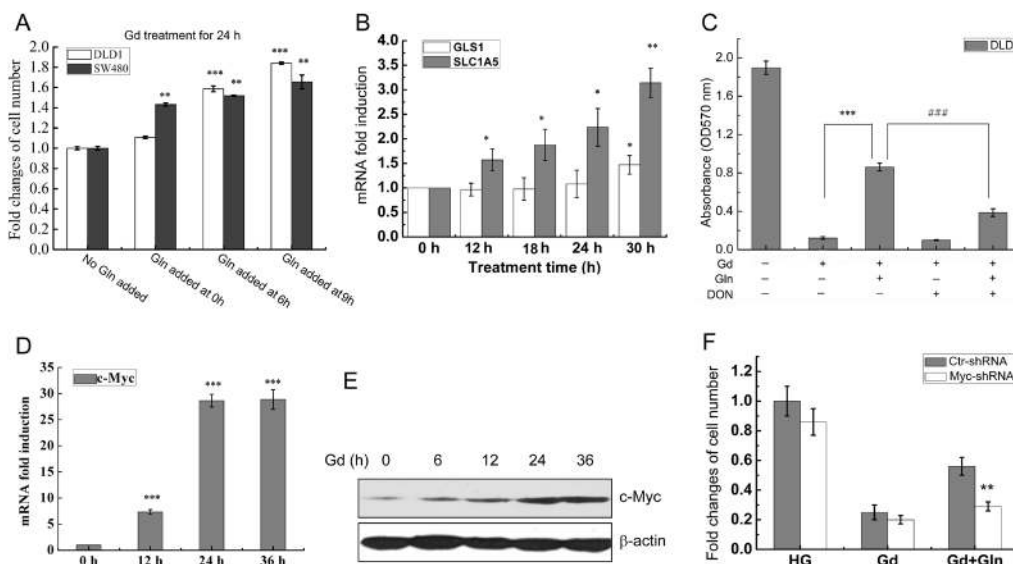 A
Gd treatment for 24 h
DLD1
SW480
Fold changes of cell number
2.0
1.8
1.6
1.4
1.2
1.0
0.8
0.6
0.4
0.2
0.0
**
***
**
***
**
No Gln added
Gln added at 0h
Gln added at 6h
Gln added at 9h
B
GLS1
SLC1A5
mRNA fold induction
4.0
3.5
3.0
2.5
2.0
1.5
1.0
0.5
0.0
*
*
*
*
**
0 h
12 h
18 h
24 h
30 h
Treatment time (h)
C
DLD
Absorbance (OD570 nm)
2.0
1.6
1.2
0.8
0.4
0.0
***
###
Gd – + + + +
Gln – – + – +
DON – – – + +
D
c-Myc
mRNA fold induction
35
30
25
20
15
10
5
0
***
***
***
0 h
12 h
24 h
36 h
E
Gd (h) 0 6 12 24 36
c-Myc
β-actin
F
Ctr-shRNA
Myc-shRNA
Fold changes of cell number
1.2
1.0
0.8
0.6
0.4
0.2
0.0
**
HG
Gd
Gd+Gln